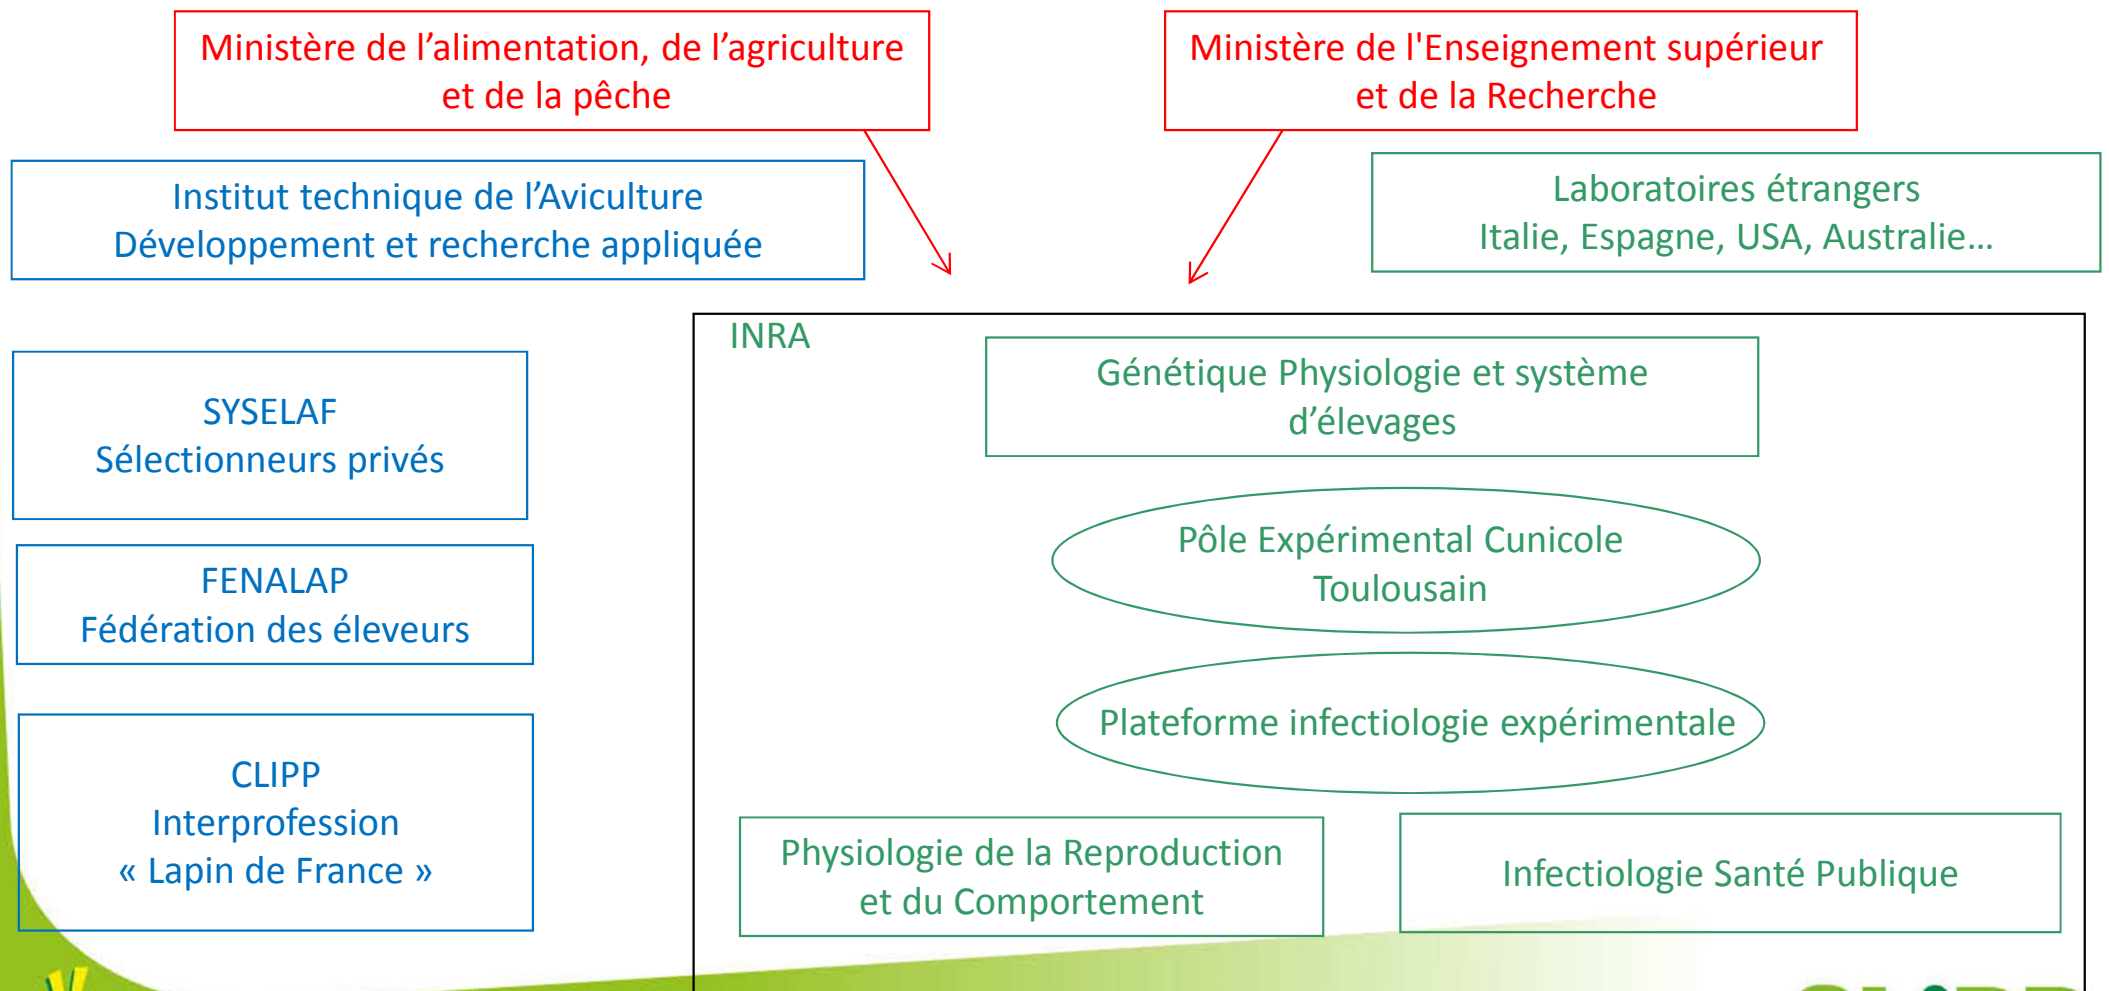 Ministère de l’alimentation, de l’agriculture
et de la pêche
Ministère de l'Enseignement supérieur
et de la Recherche
Institut technique de l’Aviculture
Développement et recherche appliquée
Laboratoires étrangers
Italie, Espagne, USA, Australie…
SYSELAF
Sélectionneurs privés
FENALAP
Fédération des éleveurs
CLIPP
Interprofession
« Lapin de France »
INRA
Génétique Physiologie et système
d’élevages
Pôle Expérimental Cunicole
Toulousain
Plateforme infectiologie expérimentale
Physiologie de la Reproduction
et du Comportement
Infectiologie Santé Publique